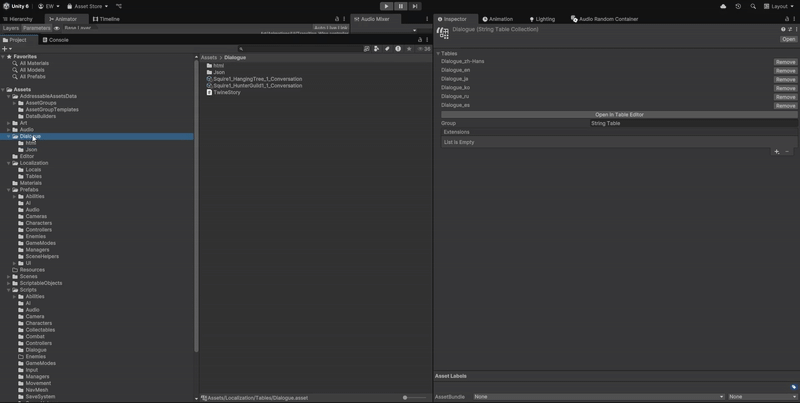 Unity 6
EW
Asset Store
Layout
Hierarchy
Animator
Timeline
Audio Mixer
Inspector
Animation
Lighting
Audio Random Container
Layers
Parameters
Project
Console
Favorites
All Materials
All Models
All Prefabs
Assets
AddressableAssetsData
AssetGroups
AssetGroupTemplates
DataBuilders
Art
Audio
Dialogue
html
Json
Editor
Localization
Locals
Tables
Materials
Prefabs
Abilities
AI
Audio
Cameras
Characters
Controllers
Enemies
GameModes
Managers
SceneHelpers
UI
Resources
Scenes
ScriptableObjects
Scripts
Abilities
AI
Audio
Camera
Characters
Collectables
Combat
Controllers
Dialogue
Enemies
GameModes
Input
Managers
Movement
NavMesh
SaveSystem
Assets > Dialogue
html
Json
Squire1_HangingTree_1_Conversation
Squire1_HunterGuild1_1_Conversation
TwineStory
Assets/Localization/Tables/Dialogue.asset
Dialogue (String Table Collection)
Open
Tables
Dialogue_zh-Hans Remove
Dialogue_en Remove
Dialogue_ja Remove
Dialogue_ko Remove
Dialogue_ru Remove
Dialogue_es Remove
Open in Table Editor
Group String Table
Extensions
List is Empty
+ -
Asset Labels
AssetBundle None None